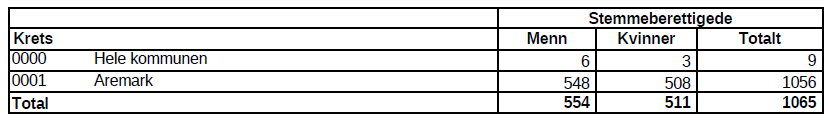 Stemmeberettigede
Krets Menn Kvinner Totalt
0000 Hele kommunen 6 3 9
0001 Aremark 548 508 1056
Total 554 511 1065